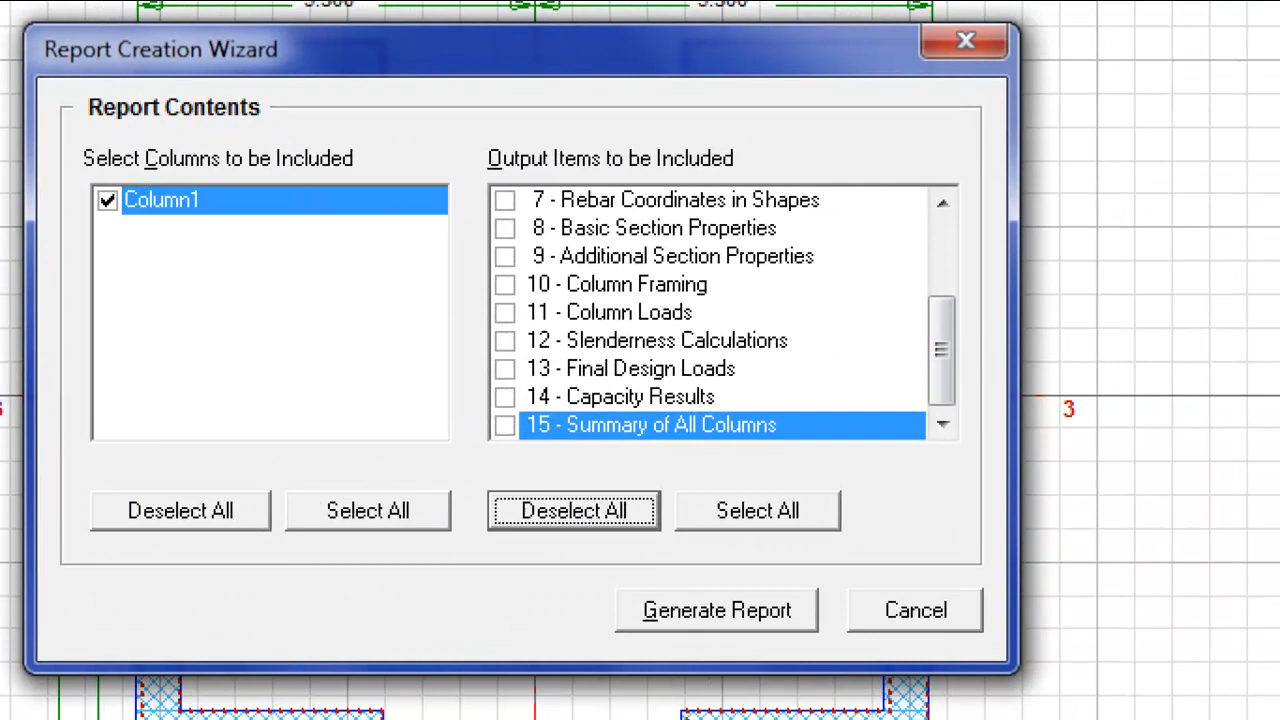 Report Creation Wizard
Report Contents
Select Columns to be Included
Column1
Deselect All
Select All
Output Items to be Included
7 - Rebar Coordinates in Shapes
8 - Basic Section Properties
9 - Additional Section Properties
10 - Column Framing
11 - Column Loads
12 - Slenderness Calculations
13 - Final Design Loads
14 - Capacity Results
15 - Summary of All Columns
Deselect All
Select All
Generate Report
Cancel
3